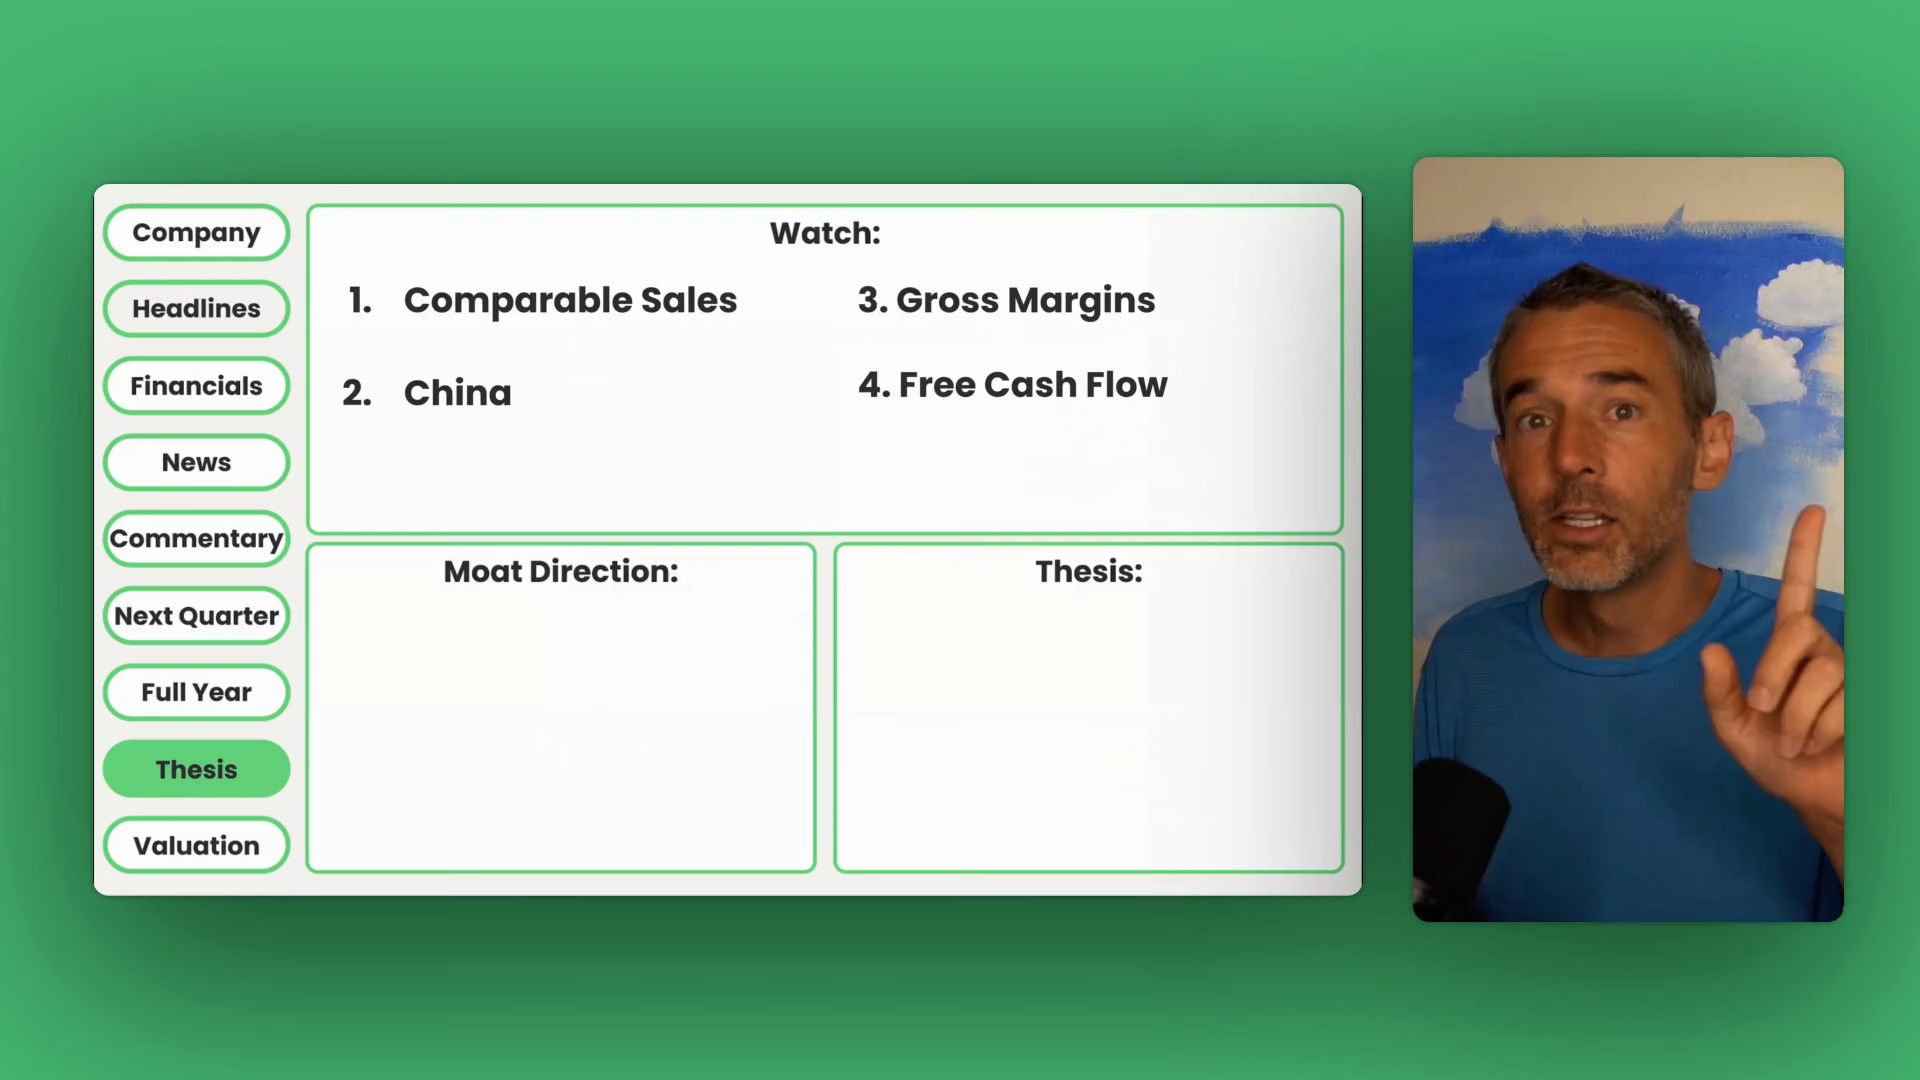 Company
Headlines
Financials
News
Commentary
Next Quarter
Full Year
Thesis
Valuation
Watch:
1. Comparable Sales
2. China
3. Gross Margins
4. Free Cash Flow
Moat Direction:
Thesis: